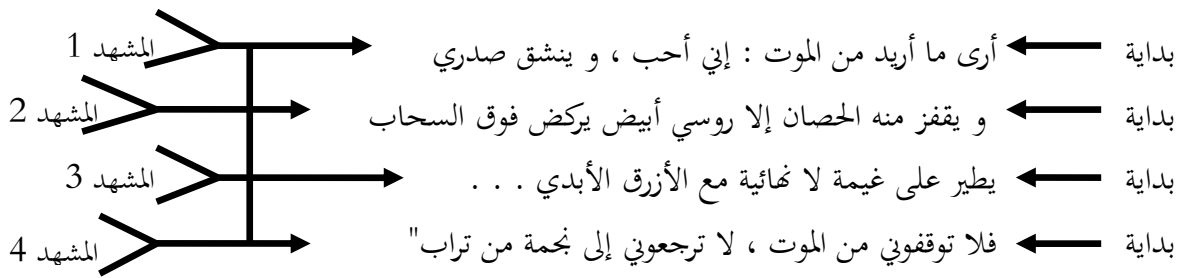 بداية أرى ما أريد من الموت : إني أحب ، و ينشق صدري المشهد 1
بداية و يقفز منه الحصان إلا روسي أبيض يركض فوق السحاب المشهد 2
بداية يطير على غيمة لا نهائية مع الأزرق الأبدي . . . المشهد 3
بداية فلا توقفوني من الموت ، لا ترجعوني إلى نجمة من تراب" المشهد 4